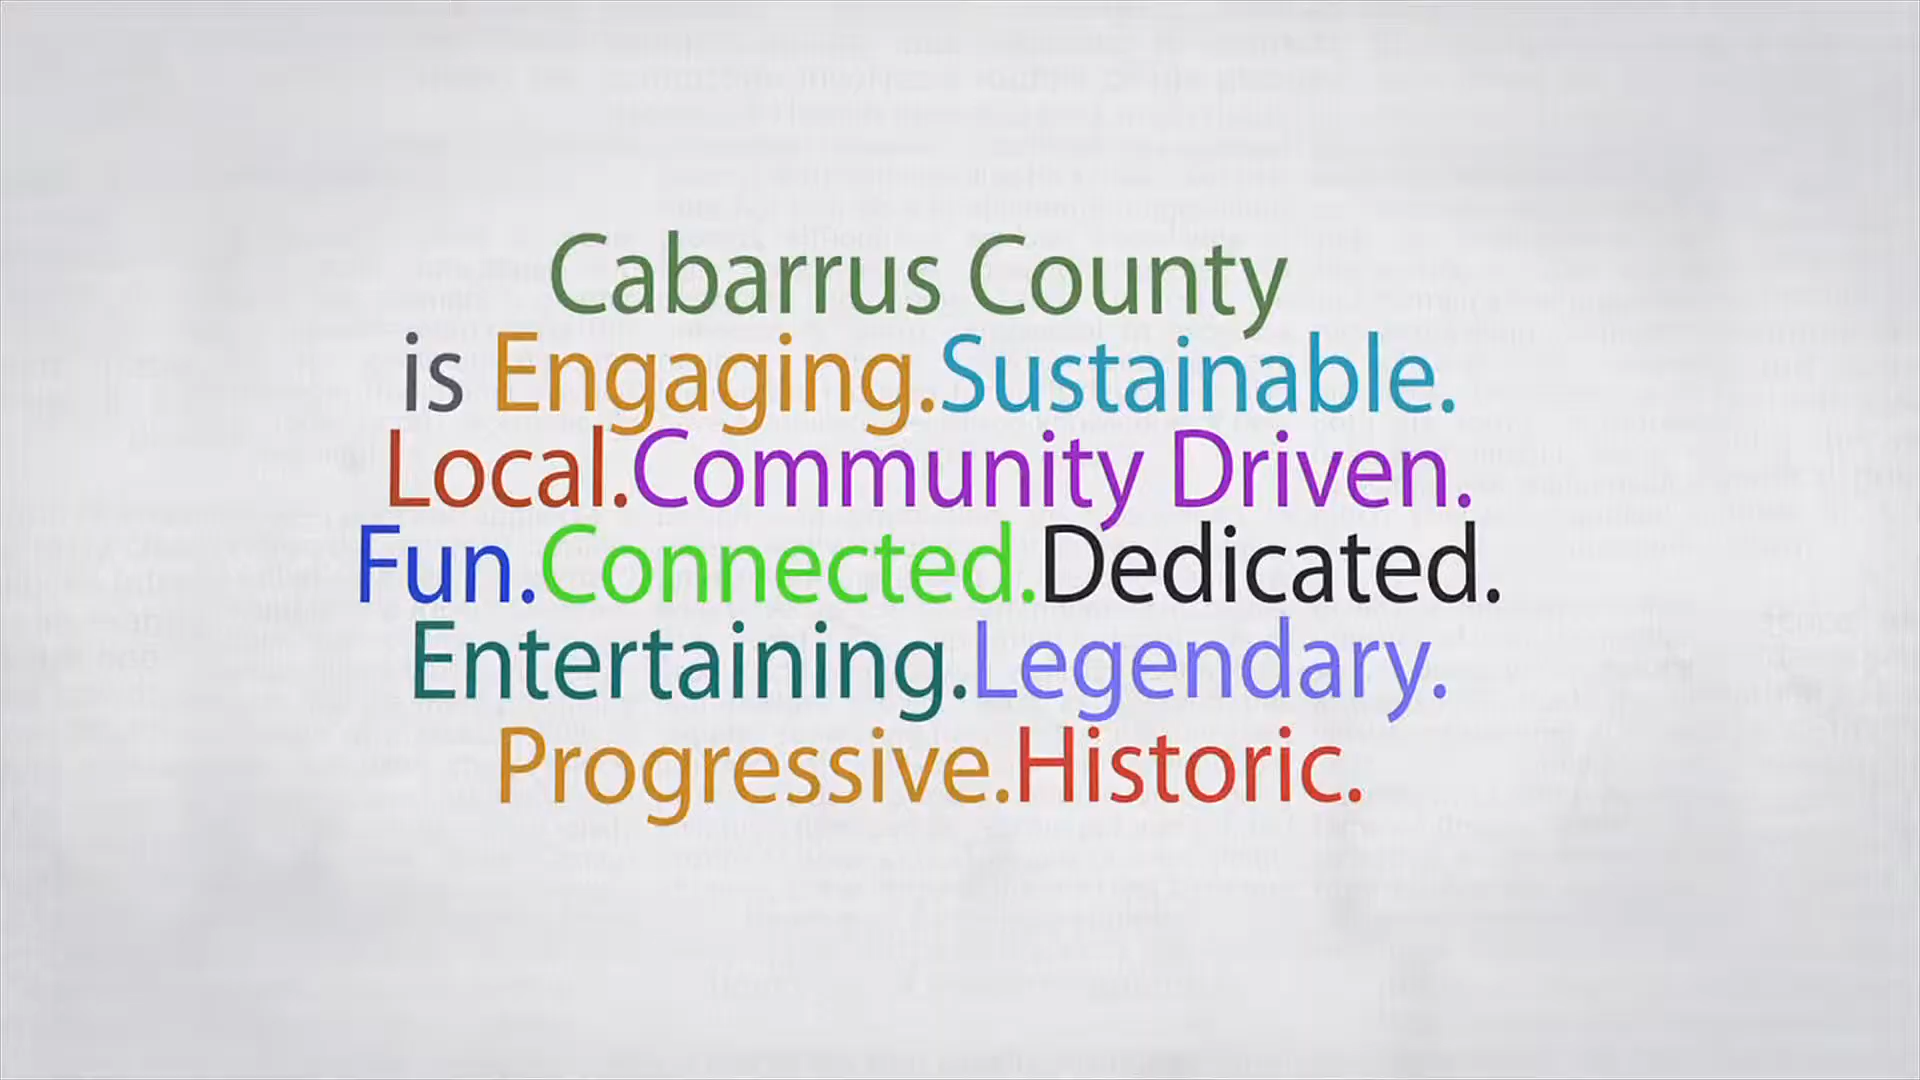 Cabarrus County
is Engaging.Sustainable.
Local.Community Driven.
Fun.Connected.Dedicated.
Entertaining.Legendary.
Progressive.Historic.